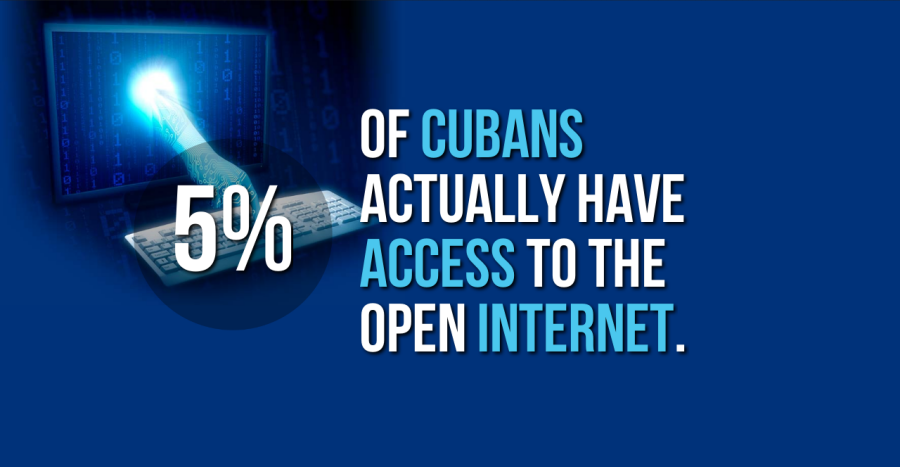 5%
OF CUBANS
ACTUALLY HAVE
ACCESS TO THE
OPEN INTERNET.